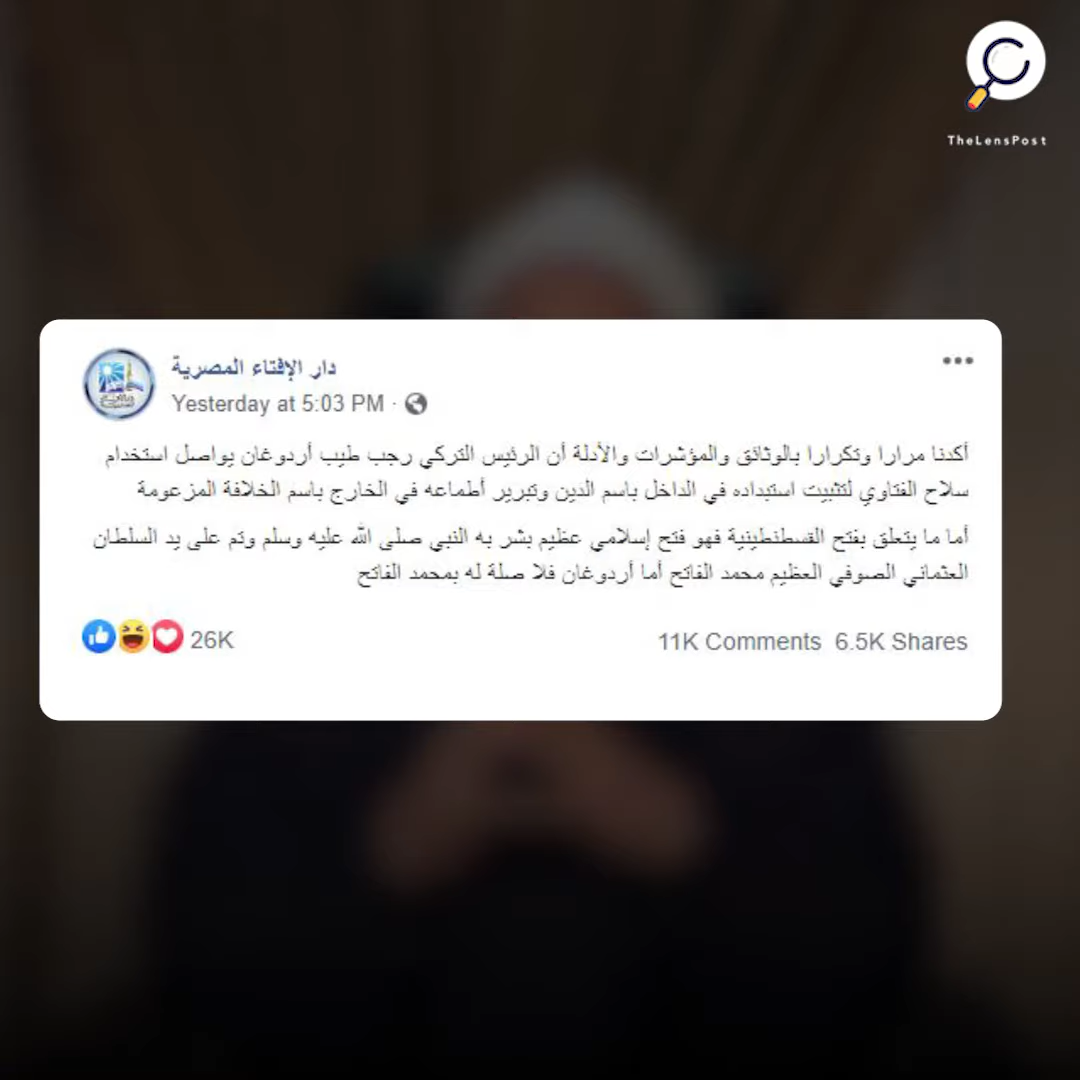 TheLensPost
دار الإفتاء المصرية
Yesterday at 5:03 PM ·
أكدنا مرارا وتكرارا بالوثائق والمؤشرات والأدلة أن الرئيس التركي رجب طيب أردوغان يواصل استخدام
سلاح الفتاوي لتثبيت استبداده في الداخل باسم الدين وتبرير أطماعه في الخارج باسم الخلافة المزعومة
أما ما يتعلق بفتح القسطنطينية فهو فتح إسلامي عظيم بشر به النبي صلى الله عليه وسلم وتم على يد السلطان
العثماني الصوفي العظيم محمد الفاتح أما أردوغان فلا صلة له بمحمد الفاتح
26K
11K Comments 6.5K Shares